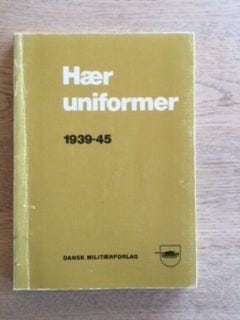 Hær
uniformer
1939-45
DANSK MILITÆRFORLAG